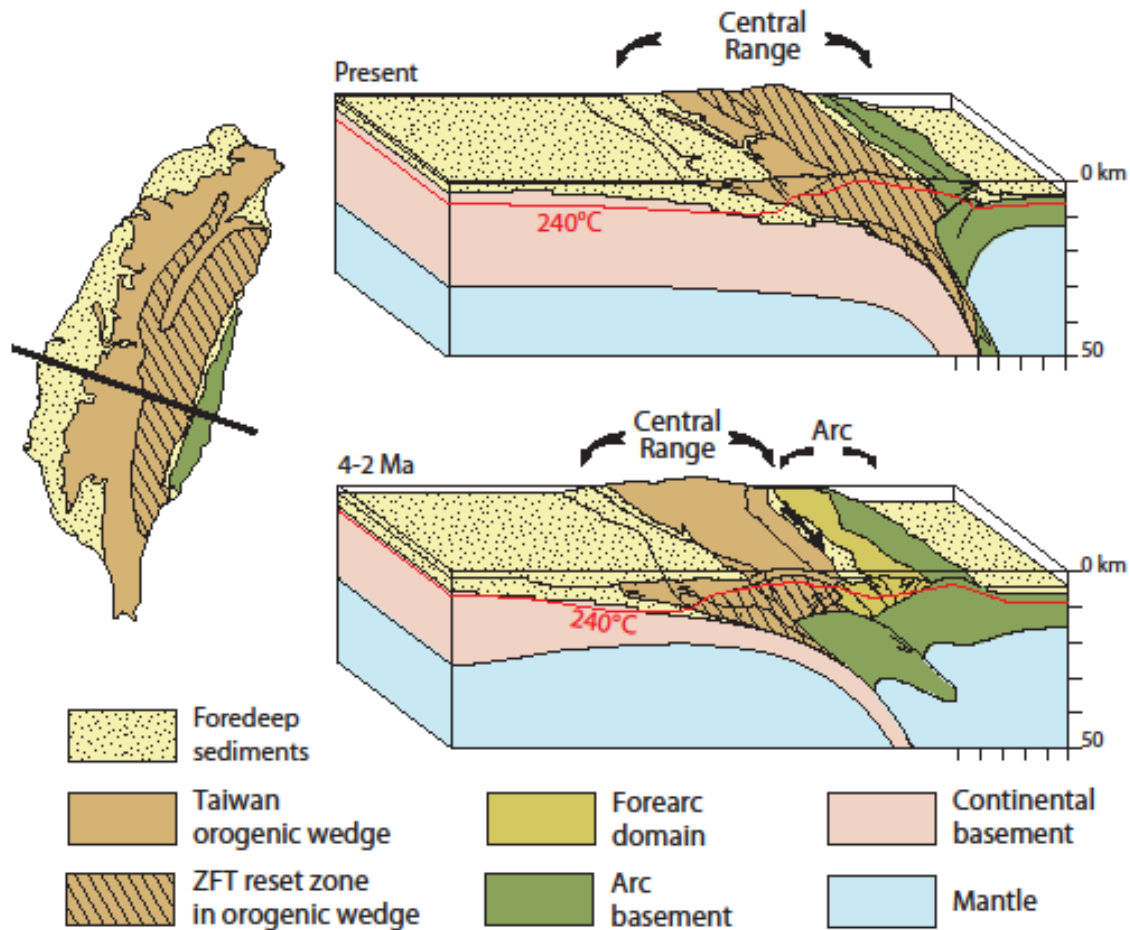 Central
Range
Present
0 km
240°C
50
Central
Range
Arc
4-2 Ma
0 km
240°C
50
Foredeep
sediments
Taiwan
orogenic wedge
ZFT reset zone
in orogenic wedge
Forearc
domain
Arc
basement
Continental
basement
Mantle